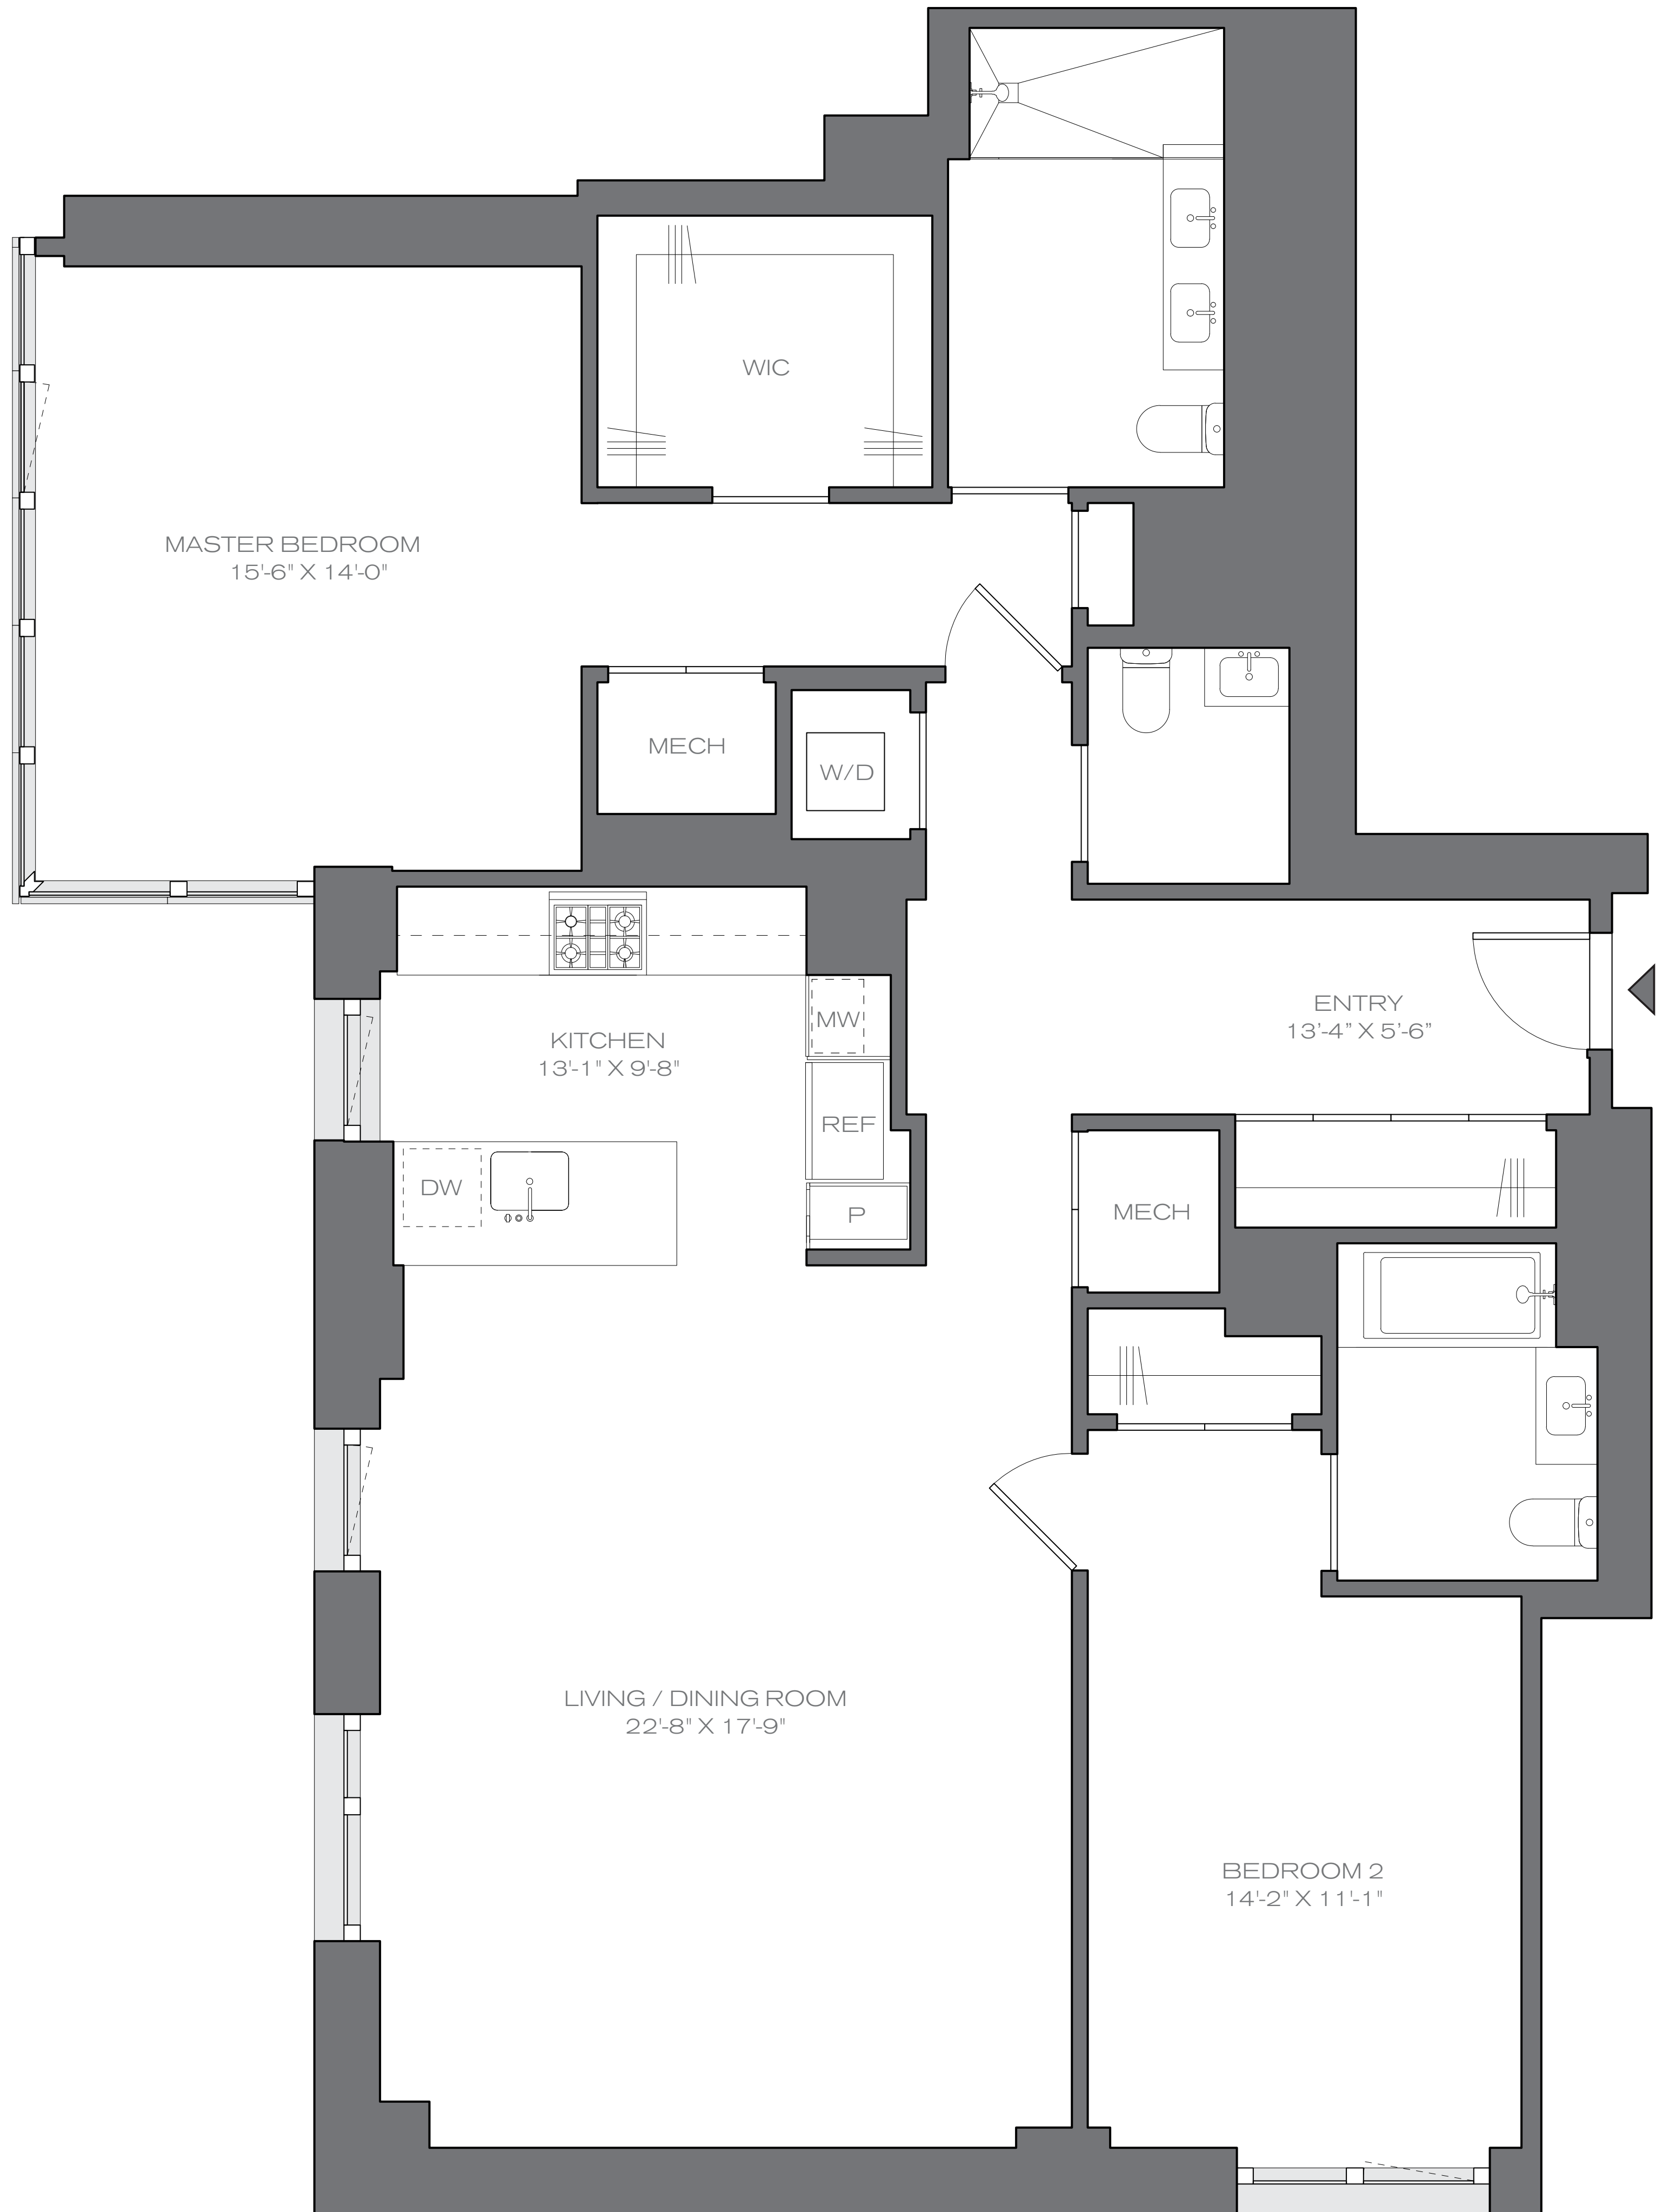 WIC
MASTER BEDROOM
15'-6" X 14'-0"
MECH
W/D
KITCHEN
13'-1" X 9'-8"
MW
REF
P
DW
ENTRY
13'-4” X 5'-6”
MECH
LIVING / DINING ROOM
22'-8" X 17'-9"
BEDROOM 2
14'-2" X 11'-1"